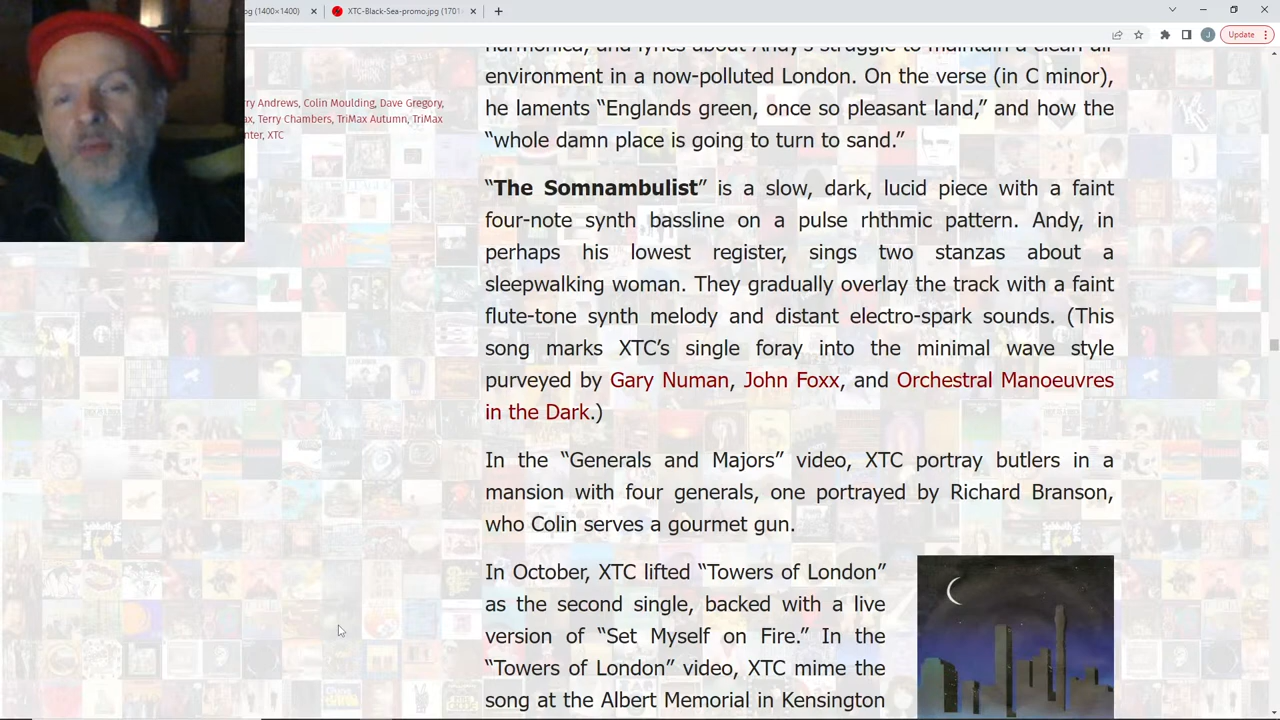 pg (1400×1400)
XTC-Black-Sea-promo.jpg (1701
J
Update
rry Andrews, Colin Moulding, Dave Gregory,
ax, Terry Chambers, TriMax Autumn, TriMax
nter, XTC
harmonica, and lyrics about Andy's struggle to maintain a clean-air
environment in a now-polluted London. On the verse (in C minor),
he laments “Englands green, once so pleasant land,” and how the
“whole damn place is going to turn to sand.”
“The Somnambulist” is a slow, dark, lucid piece with a faint
four-note synth bassline on a pulse rhthmic pattern. Andy, in
perhaps his lowest register, sings two stanzas about a
sleepwalking woman. They gradually overlay the track with a faint
flute-tone synth melody and distant electro-spark sounds. (This
song marks XTC’s single foray into the minimal wave style
purveyed by Gary Numan, John Foxx, and Orchestral Manoeuvres
in the Dark.)
In the “Generals and Majors” video, XTC portray butlers in a
mansion with four generals, one portrayed by Richard Branson,
who Colin serves a gourmet gun.
In October, XTC lifted “Towers of London”
as the second single, backed with a live
version of “Set Myself on Fire.” In the
“Towers of London” video, XTC mime the
song at the Albert Memorial in Kensington